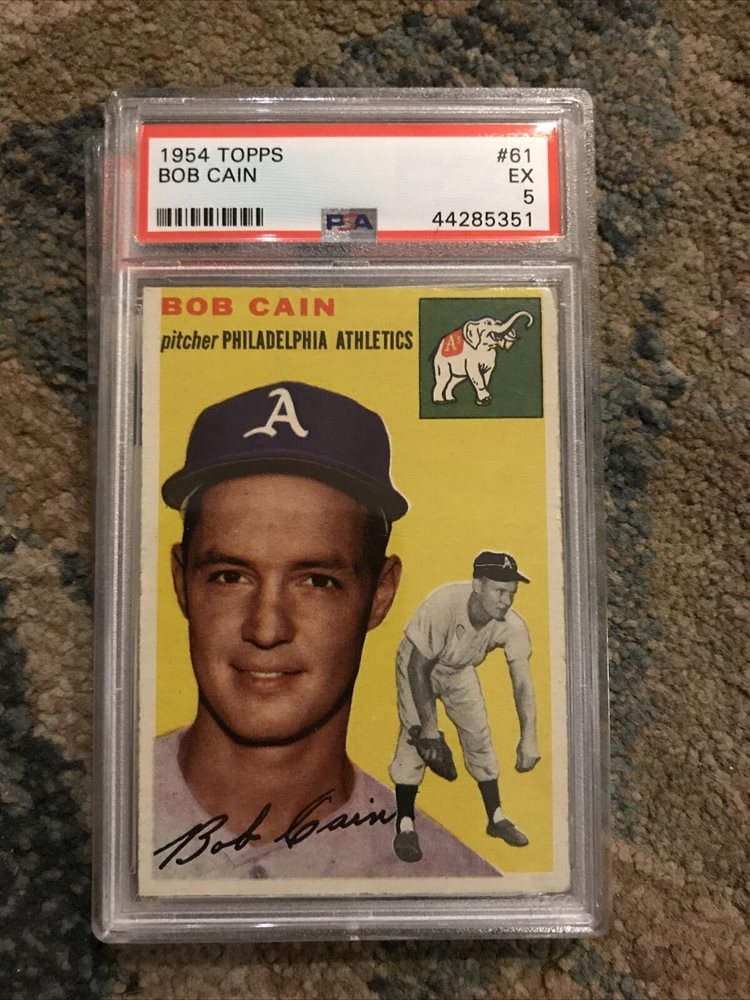 1954 TOPPS #61
BOB CAIN EX
5
PSA 44285351
BOB CAIN
pitcher PHILADELPHIA ATHLETICS
A's
A
A
Bob Cain